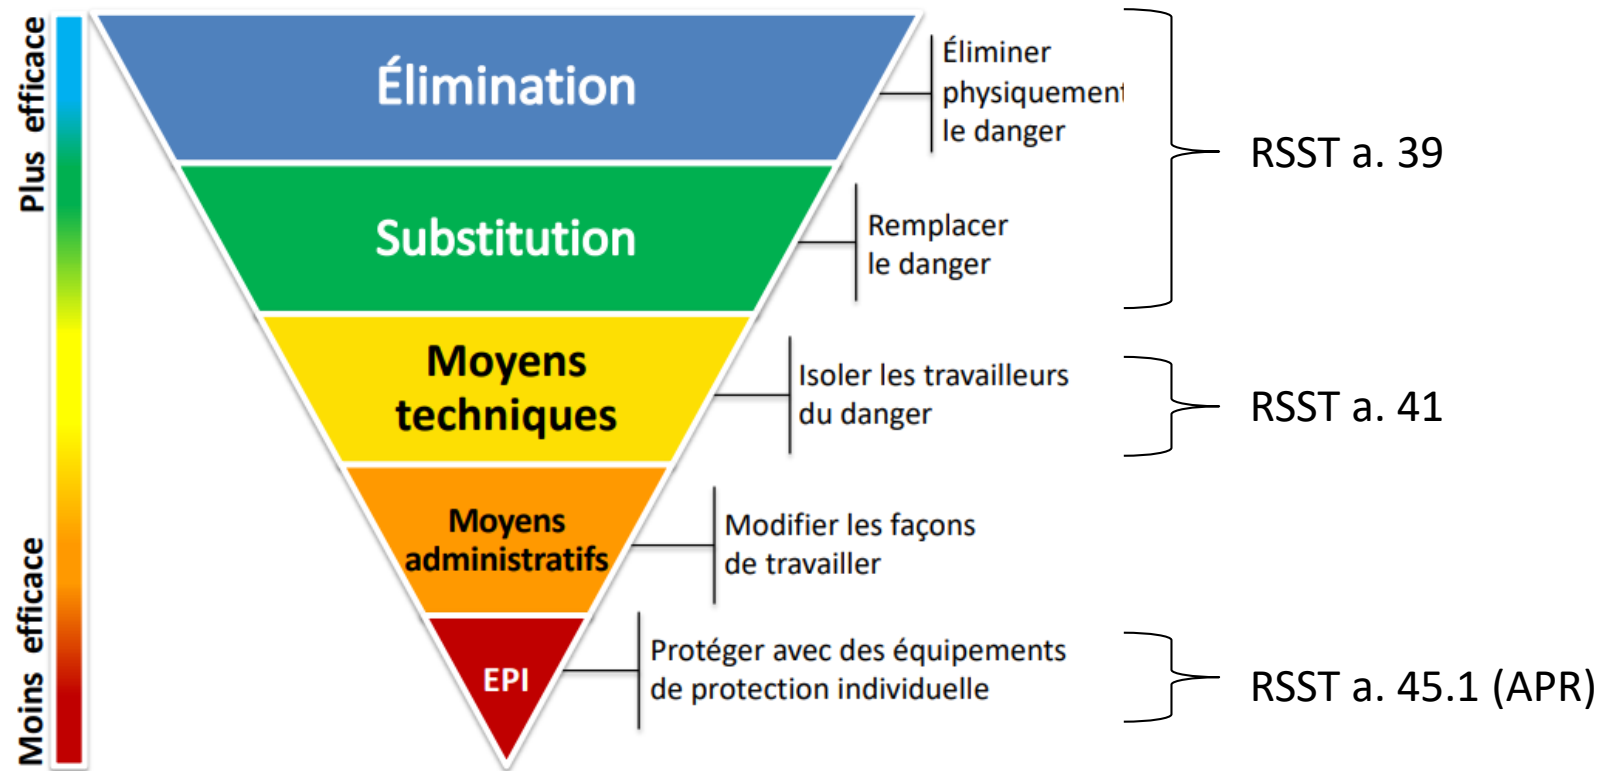 Plus efficace
Moins efficace
Élimination
Éliminer
physiquement
le danger
RSST a. 39
Substitution
Remplacer
le danger
Moyens
techniques
Isoler les travailleurs
du danger
RSST a. 41
Moyens
administratifs
Modifier les façons
de travailler
EPI
Protéger avec des équipements
de protection individuelle
RSST a. 45.1 (APR)